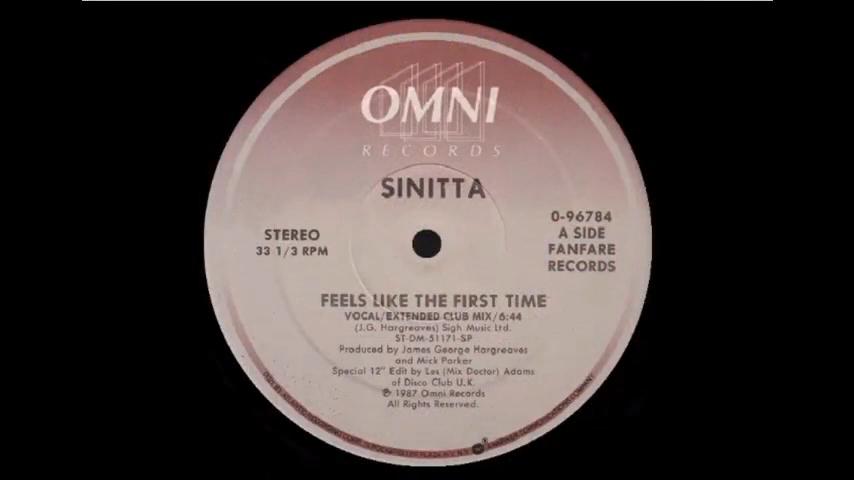 OMNI
RECORDS
SINITTA
STEREO
33 1/3 RPM
0-96784
A SIDE
FANFARE
RECORDS
FEELS LIKE THE FIRST TIME
VOCAL/EXTENDED CLUB MIX/6:44
(J.G. Hargreaves) Sigh Music Ltd.
ST-DM-51171-SP
Produced by James George Hargreaves
and Mick Parker
Special 12" Edit by Les (Mix Doctor) Adams
of Disco Club U.K.
℗ 1987 Omni Records
All Rights Reserved.